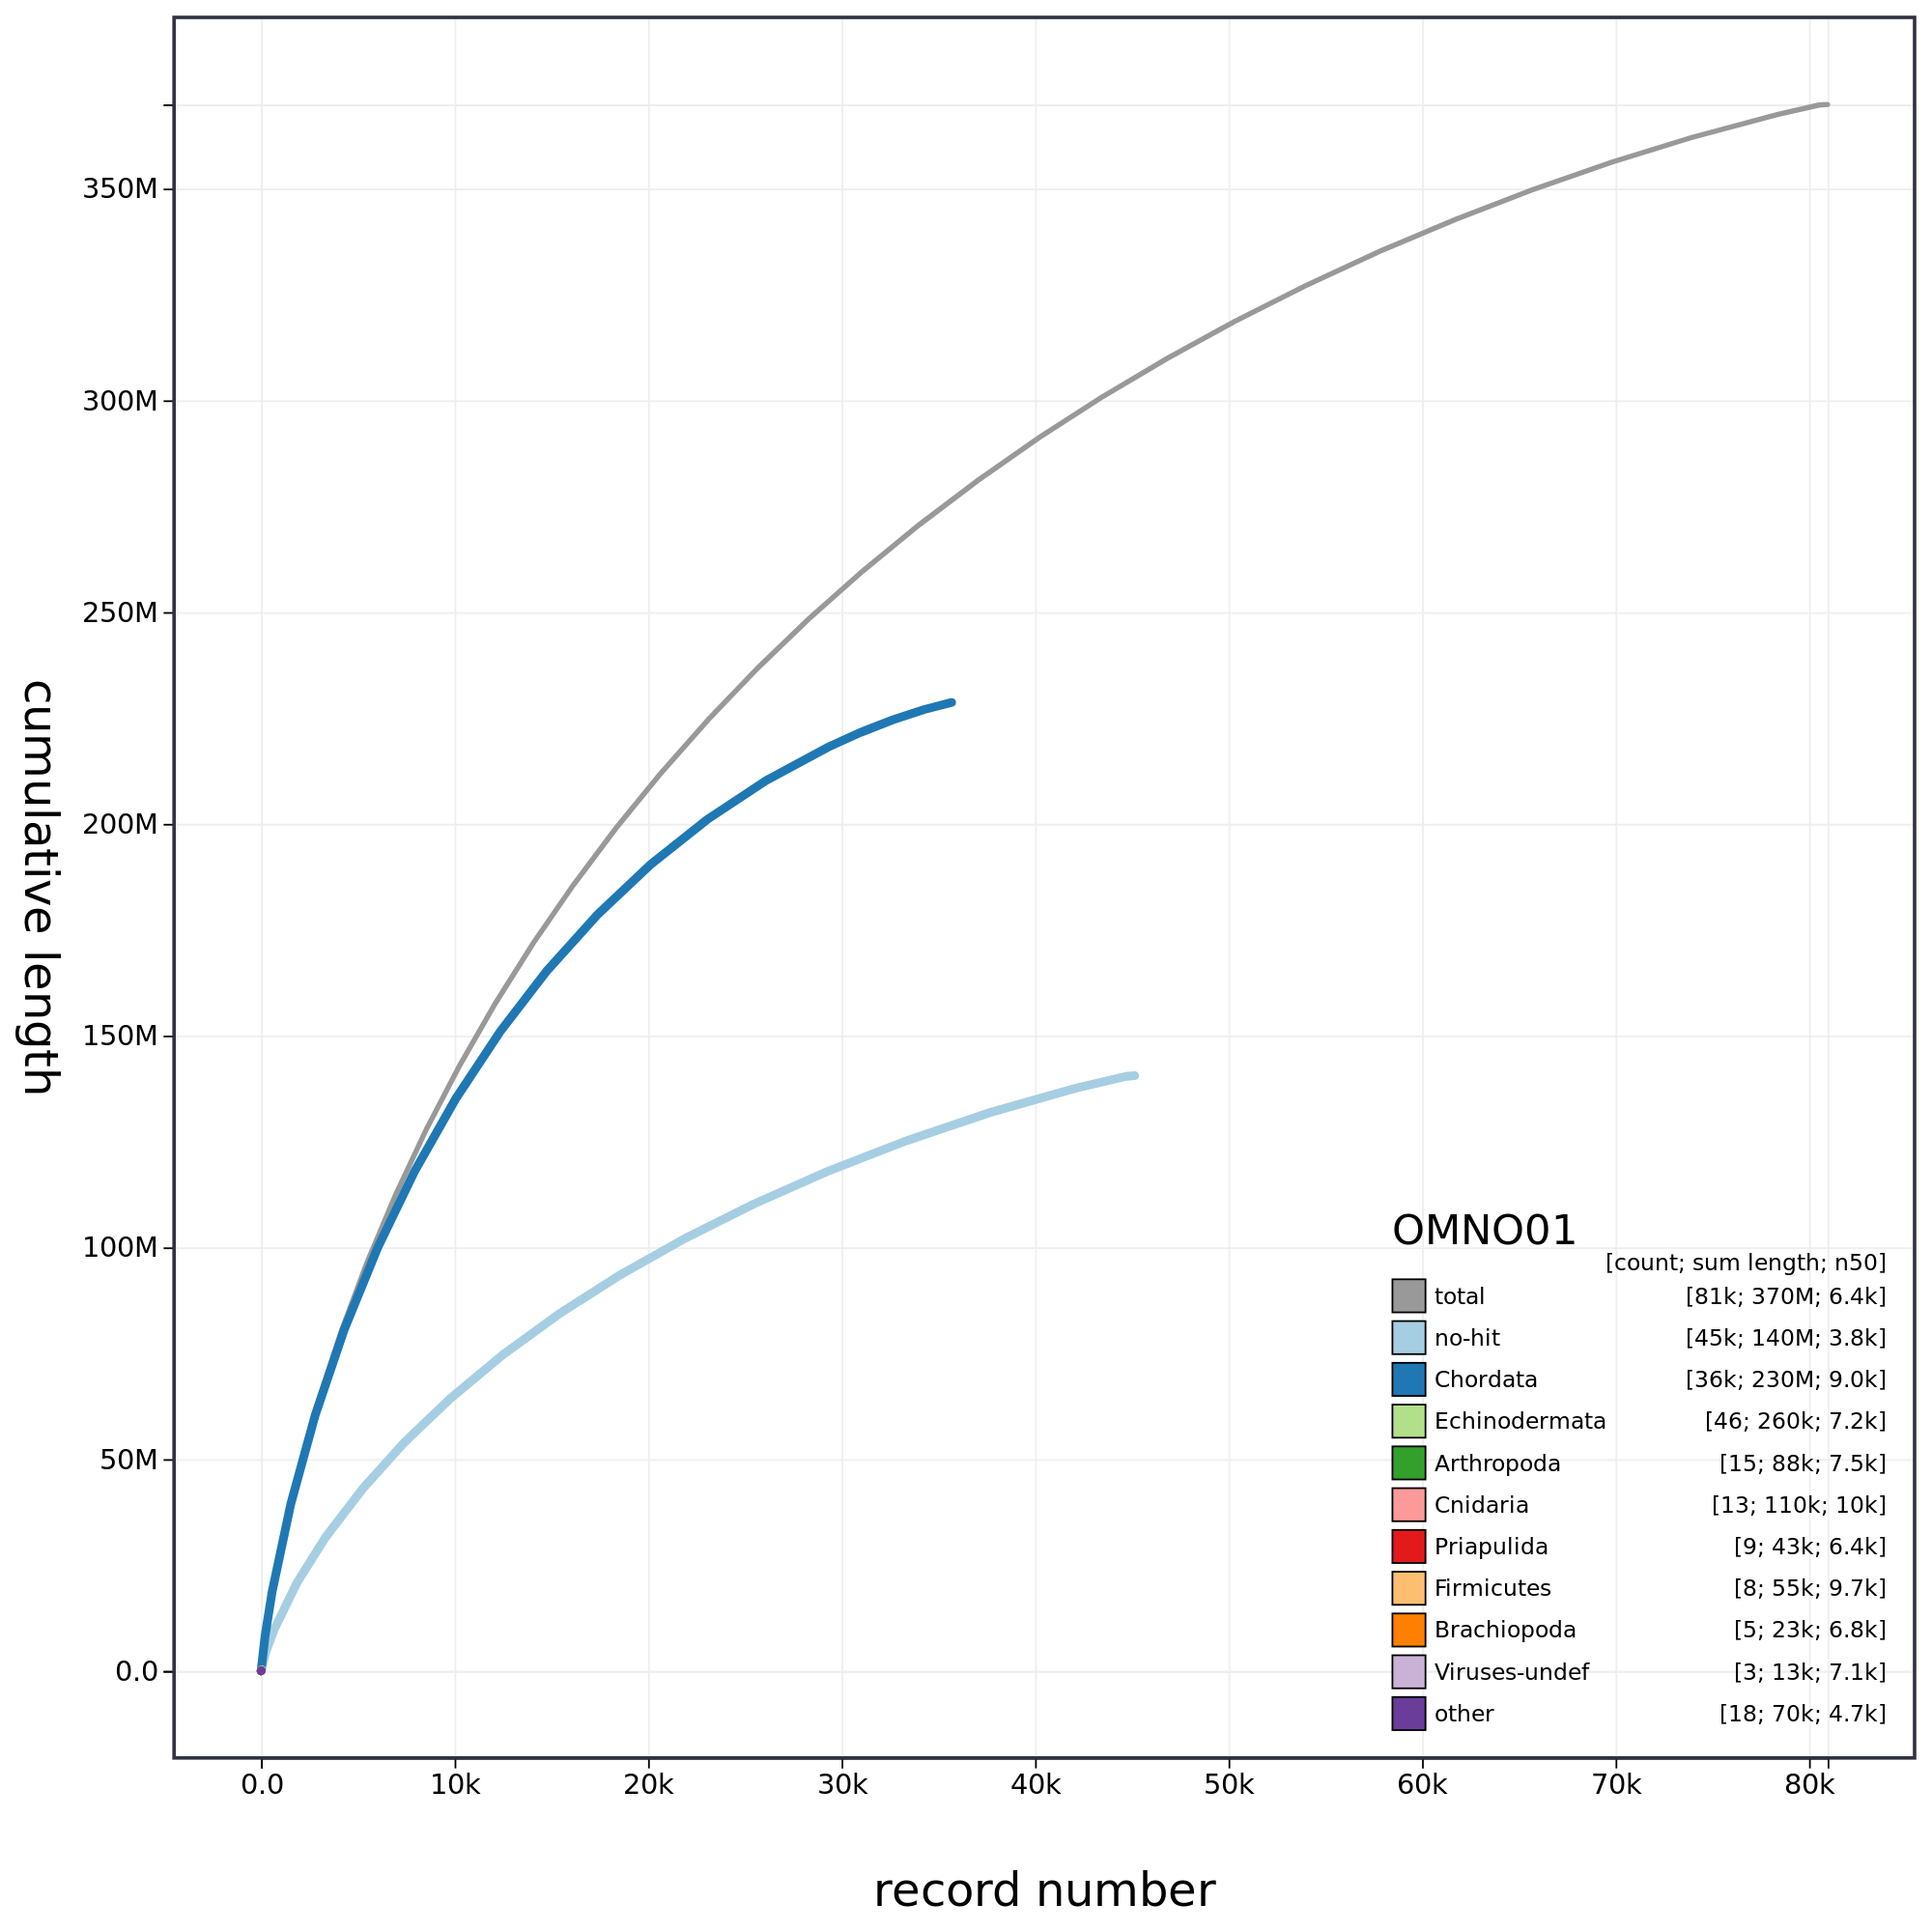 cumulative length
350M
300M
250M
200M
150M
100M
50M
0.0
0.0 10k 20k 30k 40k 50k 60k 70k 80k
record number
OMNO01
[count; sum length; n50]
total [81k; 370M; 6.4k]
no-hit [45k; 140M; 3.8k]
Chordata [36k; 230M; 9.0k]
Echinodermata [46; 260k; 7.2k]
Arthropoda [15; 88k; 7.5k]
Cnidaria [13; 110k; 10k]
Priapulida [9; 43k; 6.4k]
Firmicutes [8; 55k; 9.7k]
Brachiopoda [5; 23k; 6.8k]
Viruses-undef [3; 13k; 7.1k]
other [18; 70k; 4.7k]